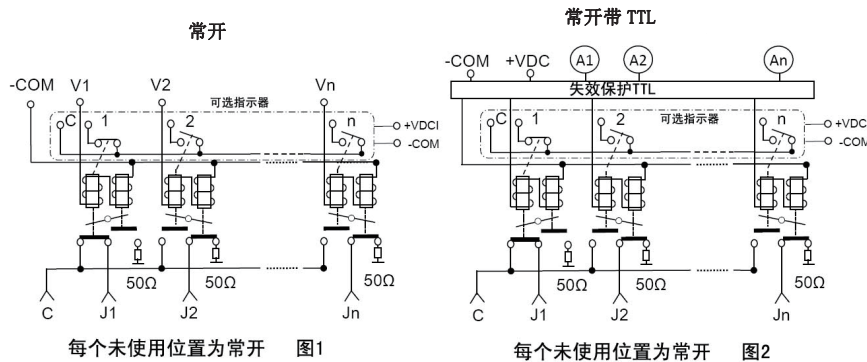 常开
-COM V1 V2 Vn
可选指示器
C 1 2 n
+VDCI
-COM
50Ω 50Ω 50Ω
C J1 J2 Jn
每个未使用位置为常开 图1
常开带 TTL
-COM +VDC A1 A2 An
失效保护TTL
可选指示器
C 1 2 n
+VDCI
-COM
50Ω 50Ω 50Ω
C J1 J2 Jn
每个未使用位置为常开 图2